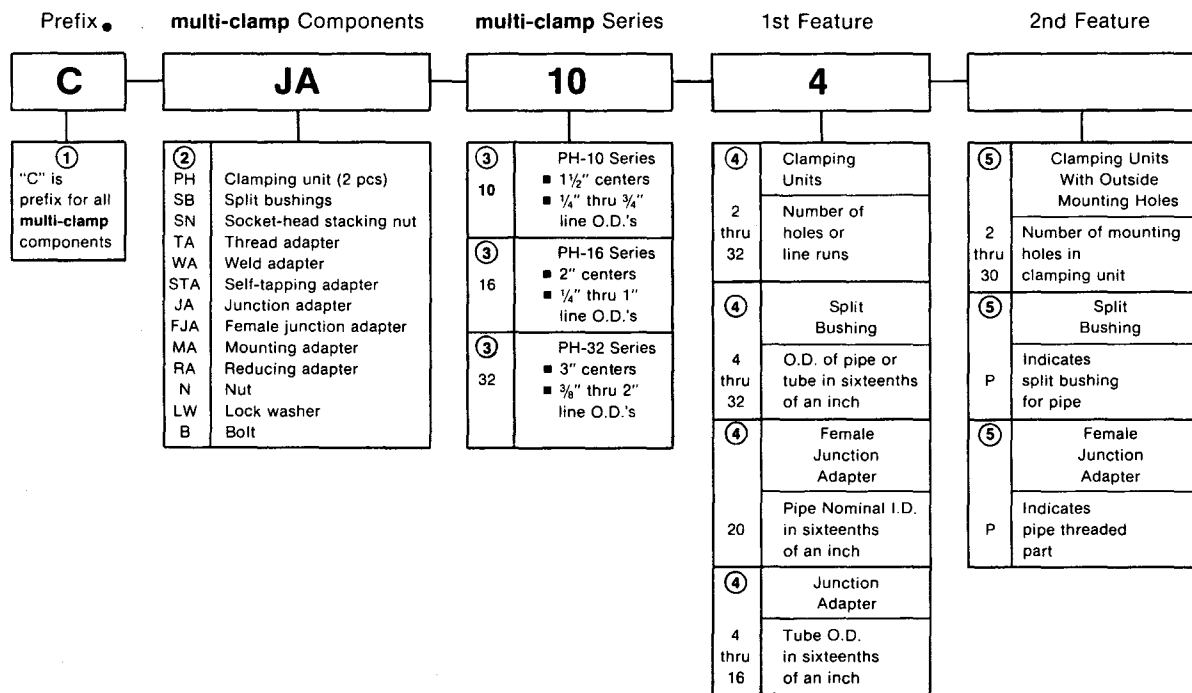 Prefix
multi-clamp Components
multi-clamp Series
1st Feature
2nd Feature
C
JA
10
4
①
"C" is
prefix for all
multi-clamp
components
②
PH Clamping unit (2 pcs)
SB Split bushings
SN Socket-head stacking nut
TA Thread adapter
WA Weld adapter
STA Self-tapping adapter
JA Junction adapter
FJA Female junction adapter
MA Mounting adapter
RA Reducing adapter
N Nut
LW Lock washer
B Bolt
③ PH-10 Series
10 ■ 1½" centers
■ ¼" thru ¾"
line O.D.'s
③ PH-16 Series
■ 2" centers
16 ■ ¼" thru 1"
line O.D.'s
③ PH-32 Series
32 ■ 3" centers
■ ⅜" thru 2"
line O.D.'s
④ Clamping
Units
2 Number of
thru holes or
32 line runs
④ Split
Bushing
4 O.D. of pipe or
thru tube in sixteenths
32 of an inch
④ Female
Junction
Adapter
Pipe Nominal I.D.
20 in sixteenths
of an inch
④ Junction
Adapter
4 Tube O.D.
thru in sixteenths
16 of an inch
⑤ Clamping Units
With Outside
Mounting Holes
2 Number of mounting
thru holes in
30 clamping unit
⑤ Split
Bushing
Indicates
P split bushing
for pipe
⑤ Female
Junction
Adapter
Indicates
P pipe threaded
part